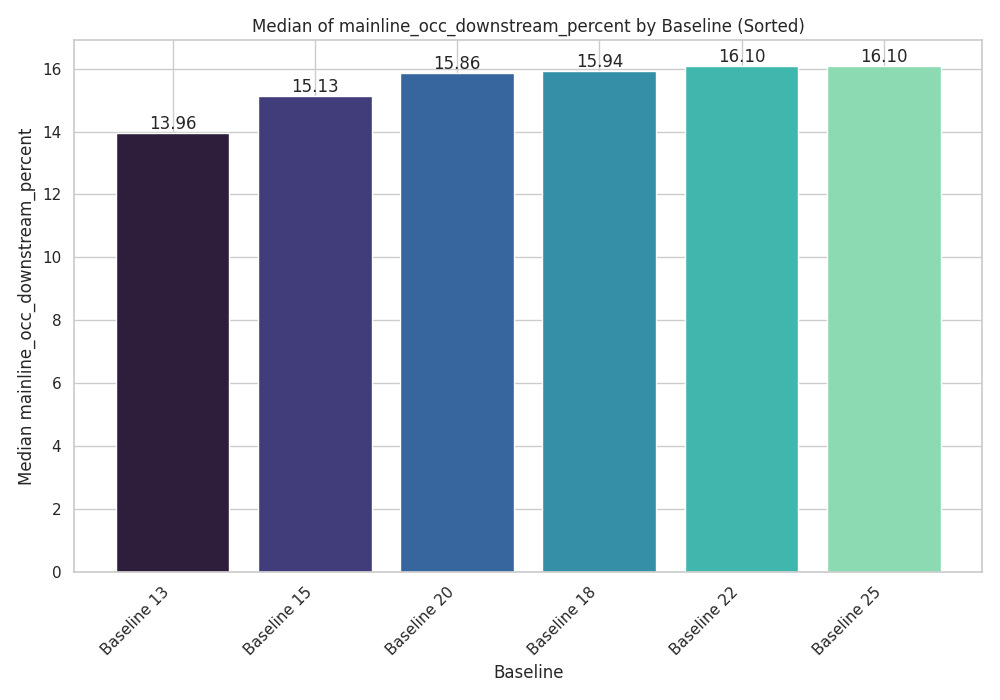 Median of mainline_occ_downstream_percent by Baseline (Sorted)
Median mainline_occ_downstream_percent
16
14
12
10
8
6
4
2
0
13.96
15.13
15.86
15.94
16.10
16.10
Baseline 13
Baseline 15
Baseline 20
Baseline 18
Baseline 22
Baseline 25
Baseline